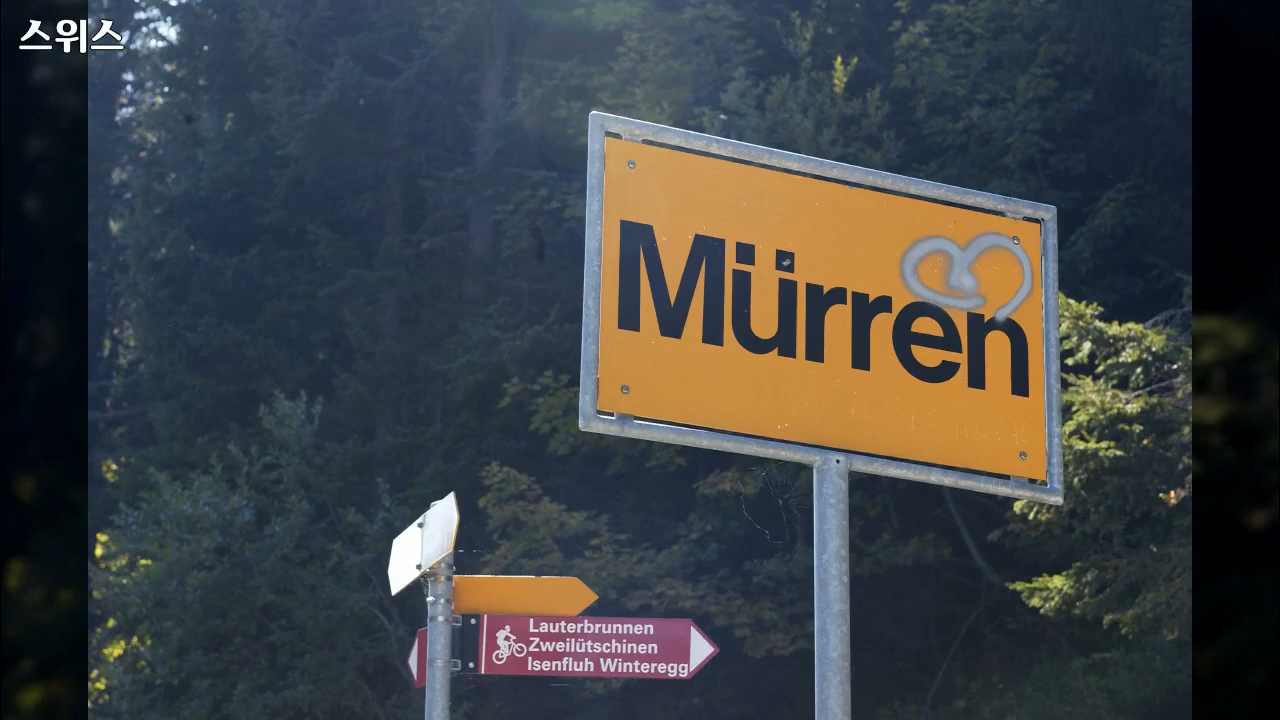 스위스
Mürren
Lauterbrunnen
Zweilütschinen
Isenfluh Winteregg